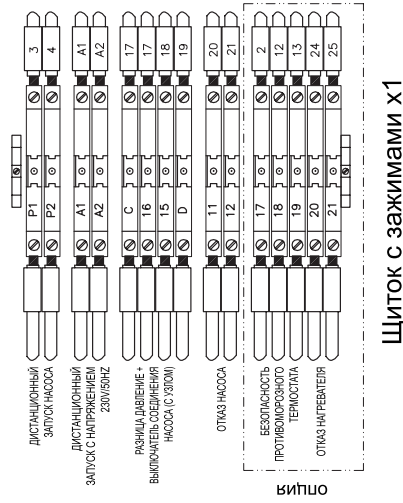 3 4 A1 A2 17 17 18 19 20 21 2 12 13 24 25
P1 P2 A1 A2 C 16 15 D 11 12 17 18 19 20 21
ДИСТАНЦИОННЫЙ
ЗАПУСК НАСОСА
ДИСТАНЦИОННЫЙ
ЗАПУСК С НАПРЯЖЕНИЕМ
230V/50HZ
РАЗНИЦА ДАВЛЕНИЕ +
ВЫКЛЮЧАТЕЛЬ СОЕДИНЕНИЯ
НАСОСА (С УЗЛОМ)
ОТКАЗ НАСОСА
БЕЗОПАСНОСТЬ
ПРОТИВОМОРОЗНОГО
ТЕРМОСТАТА
ОТКАЗ НАГРЕВАТЕЛЯ
опция
Щиток с зажимами x1